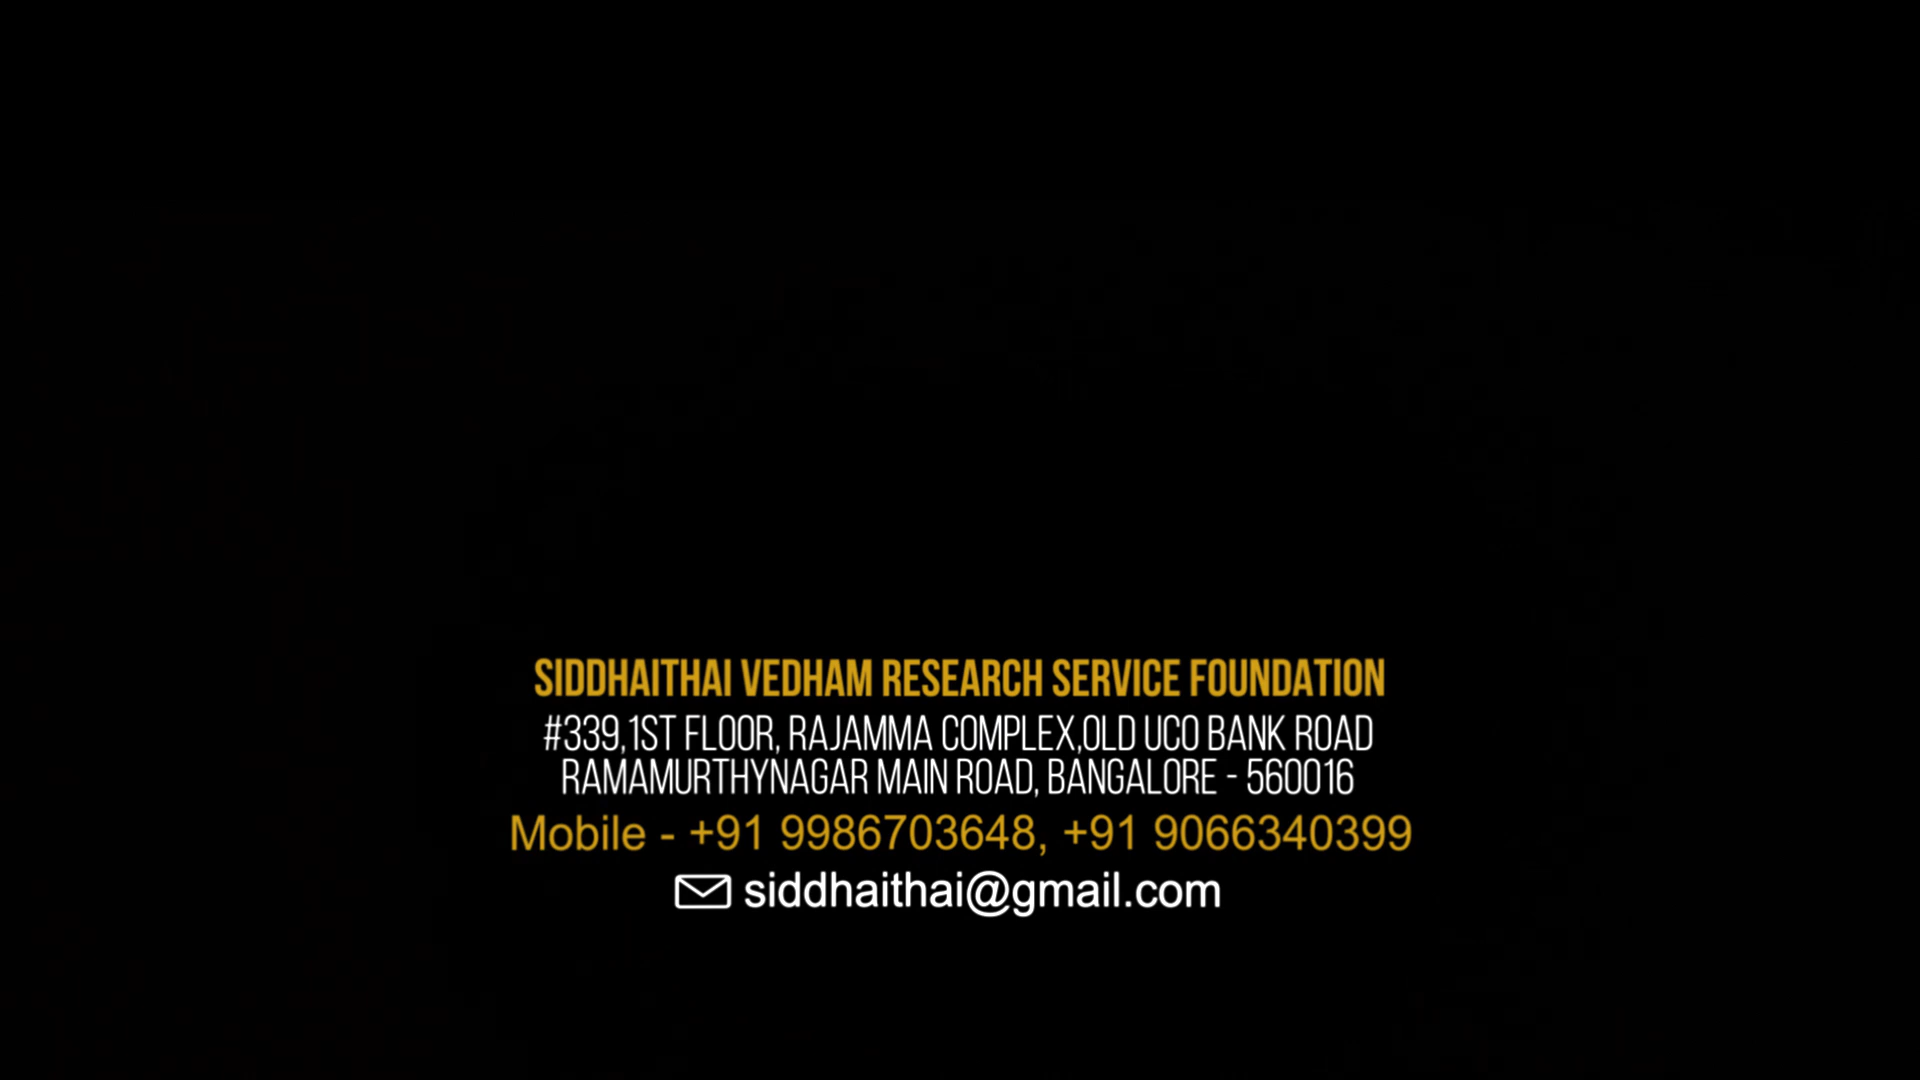 SIDDHAITHAI VEDHAM RESEARCH SERVICE FOUNDATION
#339,1ST FLOOR, RAJAMMA COMPLEX,OLD UCO BANK ROAD
RAMAMURTHYNAGAR MAIN ROAD, BANGALORE - 560016
Mobile - +91 9986703648, +91 9066340399
siddhaithai@gmail.com